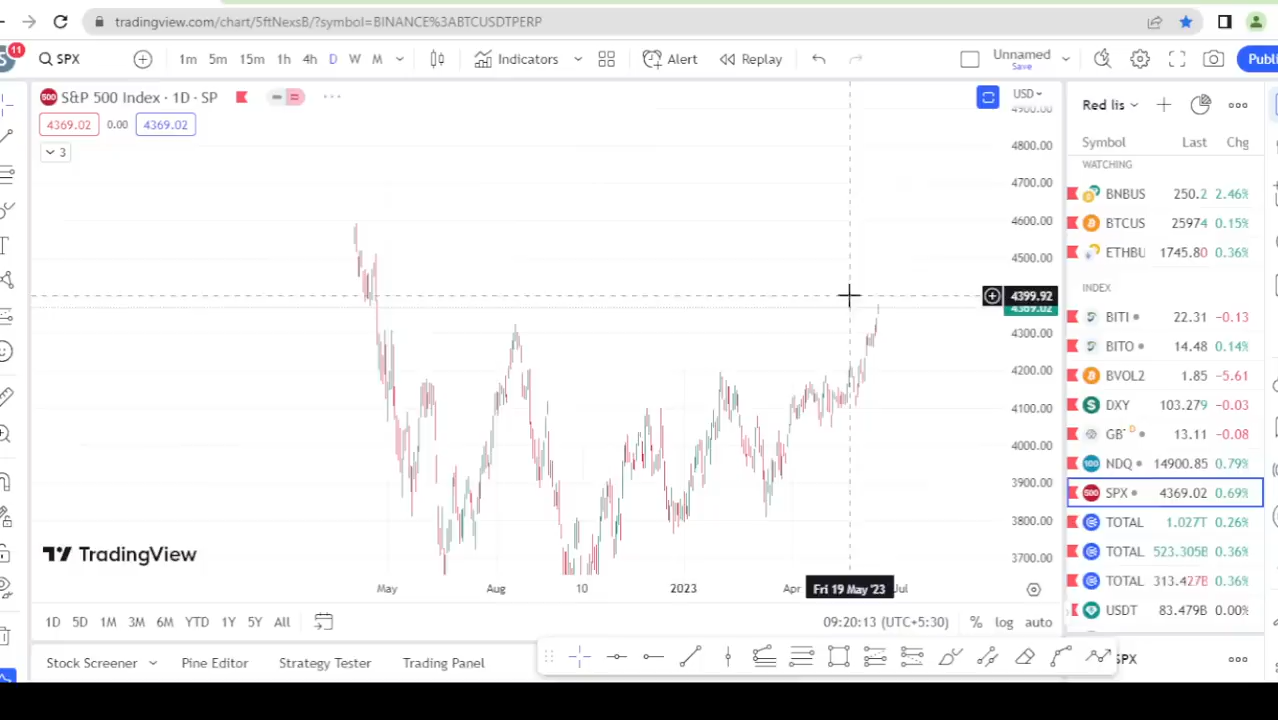 tradingview.com/chart/5ftNexsB/?symbol=BINANCE%3ABTCUSDTPERP
11
SPX
1m 5m 15m 1h 4h D W M
Indicators
Alert
Replay
Unnamed
Save
Publi
S&P 500 Index · 1D · SP
USD
4369.02 0.00 4369.02
3
4900.00
4800.00
4700.00
4600.00
4500.00
4399.92
4369.02
4300.00
4200.00
4100.00
4000.00
3900.00
3800.00
3700.00
TradingView
May Aug 10 2023 Apr Fri 19 May '23 Jul
1D 5D 1M 3M 6M YTD 1Y 5Y All
09:20:13 (UTC+5:30) % log auto
Stock Screener Pine Editor Strategy Tester Trading Panel
Red lis
Symbol Last Chg
WATCHING
BNBUS 250.2 2.46%
BTCUS 25974 0.15%
ETHBU 1745.80 0.36%
INDEX
BITI 22.31 −0.13
BITO 14.48 0.14%
BVOL2 1.85 −5.61
DXY 103.279 −0.03
GB D 13.11 −0.08
100 NDQ 14900.85 0.79%
500 SPX 4369.02 0.69%
TOTAL 1.027T 0.26%
TOTAL 523.305B 0.36%
TOTAL 313.427B 0.36%
USDT 83.479B 0.00%
SPX